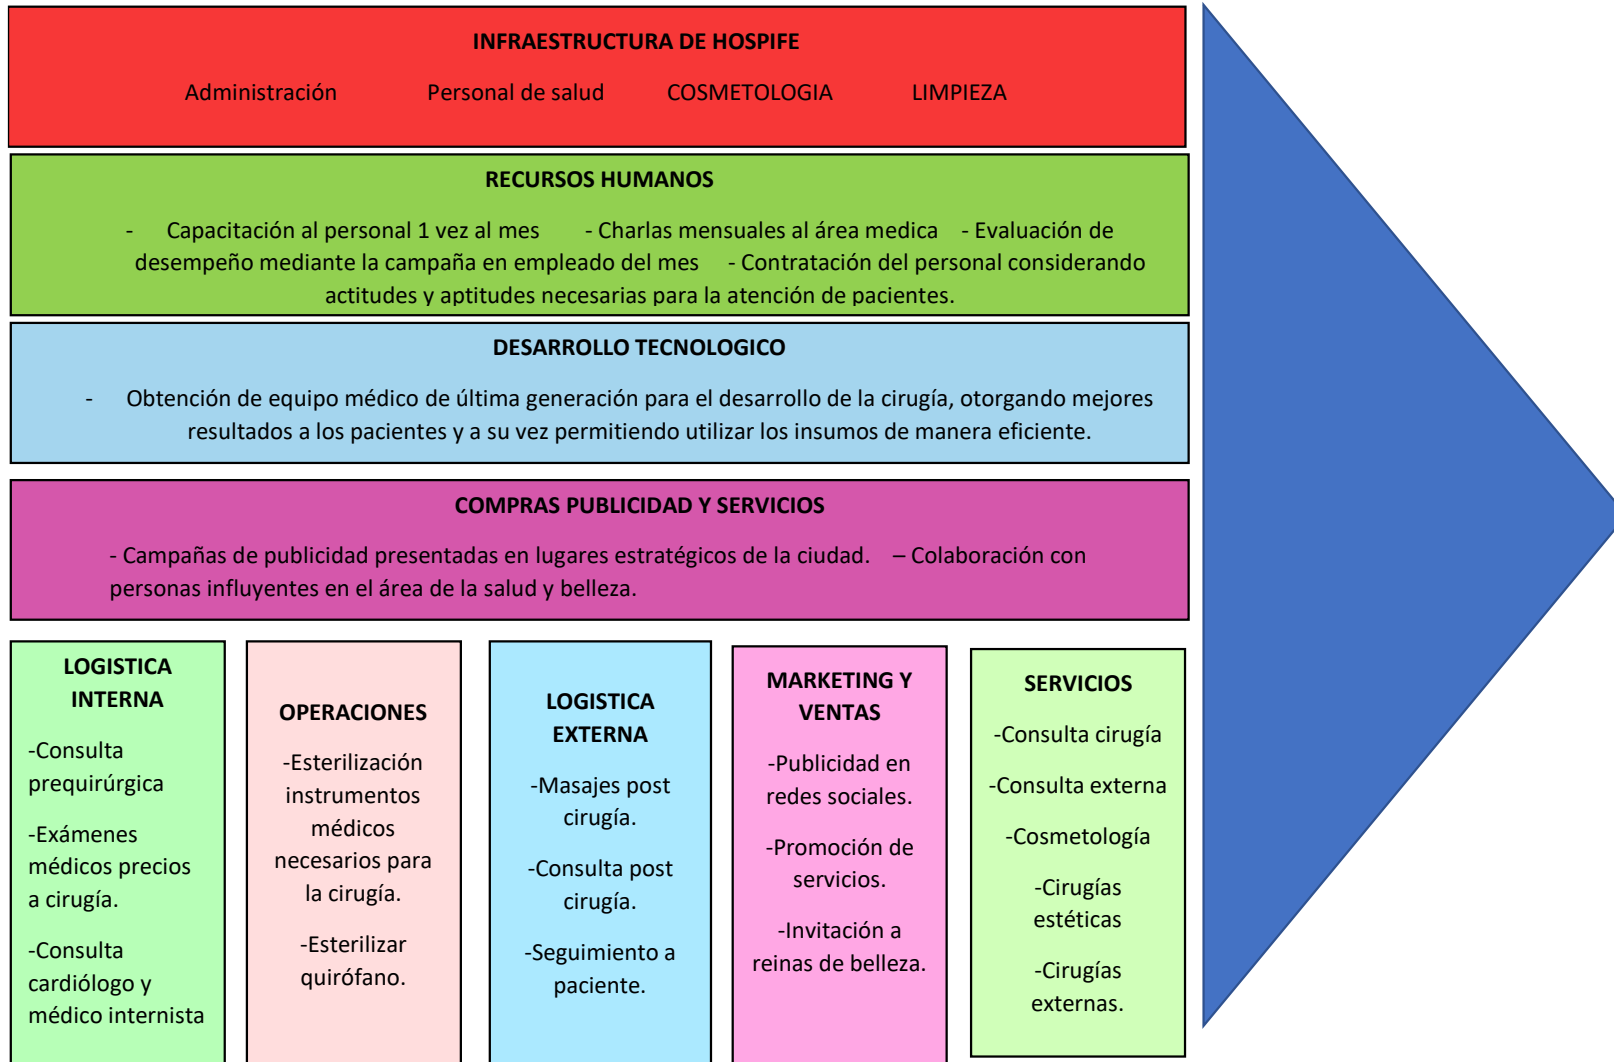 INFRAESTRUCTURA DE HOSPIFE
Administración Personal de salud COSMETOLOGIA LIMPIEZA
RECURSOS HUMANOS
- Capacitación al personal 1 vez al mes - Charlas mensuales al área medica - Evaluación de
desempeño mediante la campaña en empleado del mes - Contratación del personal considerando
actitudes y aptitudes necesarias para la atención de pacientes.
DESARROLLO TECNOLOGICO
- Obtención de equipo médico de última generación para el desarrollo de la cirugía, otorgando mejores
resultados a los pacientes y a su vez permitiendo utilizar los insumos de manera eficiente.
COMPRAS PUBLICIDAD Y SERVICIOS
- Campañas de publicidad presentadas en lugares estratégicos de la ciudad. – Colaboración con
personas influyentes en el área de la salud y belleza.
LOGISTICA
INTERNA
-Consulta
prequirúrgica
-Exámenes
médicos precios
a cirugía.
-Consulta
cardiólogo y
médico internista
OPERACIONES
-Esterilización
instrumentos
médicos
necesarios para
la cirugía.
-Esterilizar
quirófano.
LOGISTICA
EXTERNA
-Masajes post
cirugía.
-Consulta post
cirugía.
-Seguimiento a
paciente.
MARKETING Y
VENTAS
-Publicidad en
redes sociales.
-Promoción de
servicios.
-Invitación a
reinas de belleza.
SERVICIOS
-Consulta cirugía
-Consulta externa
-Cosmetología
-Cirugías
estéticas
-Cirugías
externas.